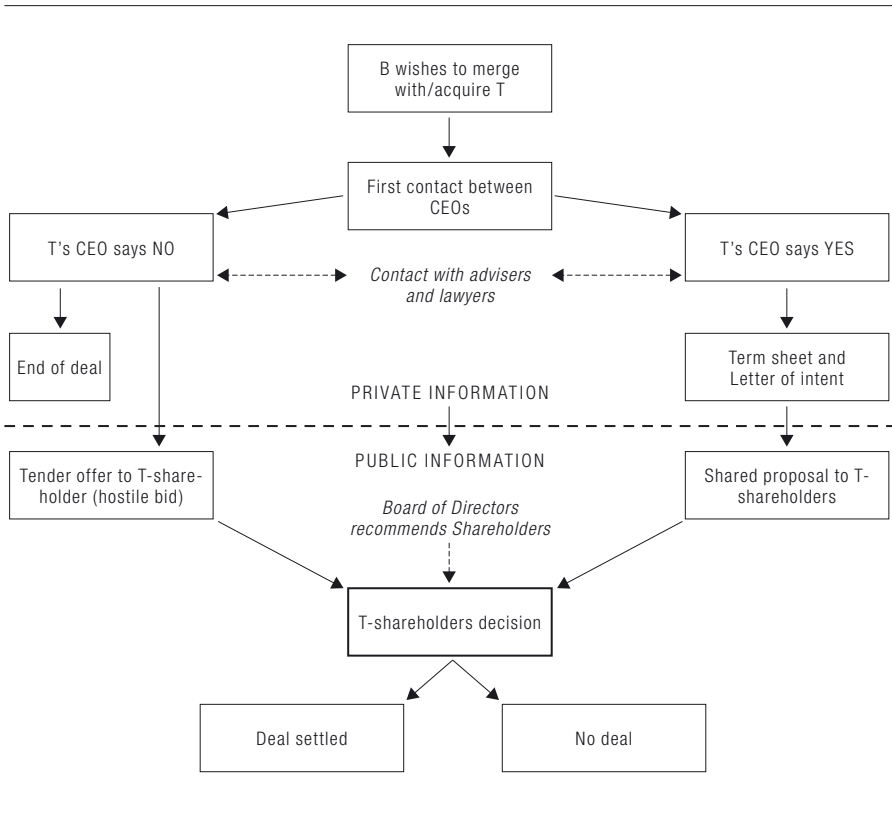 B wishes to merge
with/acquire T
First contact between
CEOs
T's CEO says NO
T's CEO says YES
Contact with advisers
and lawyers
End of deal
Term sheet and
Letter of intent
PRIVATE INFORMATION
PUBLIC INFORMATION
Tender offer to T-share-
holder (hostile bid)
Shared proposal to T-
shareholders
Board of Directors
recommends Shareholders
T-shareholders decision
Deal settled
No deal